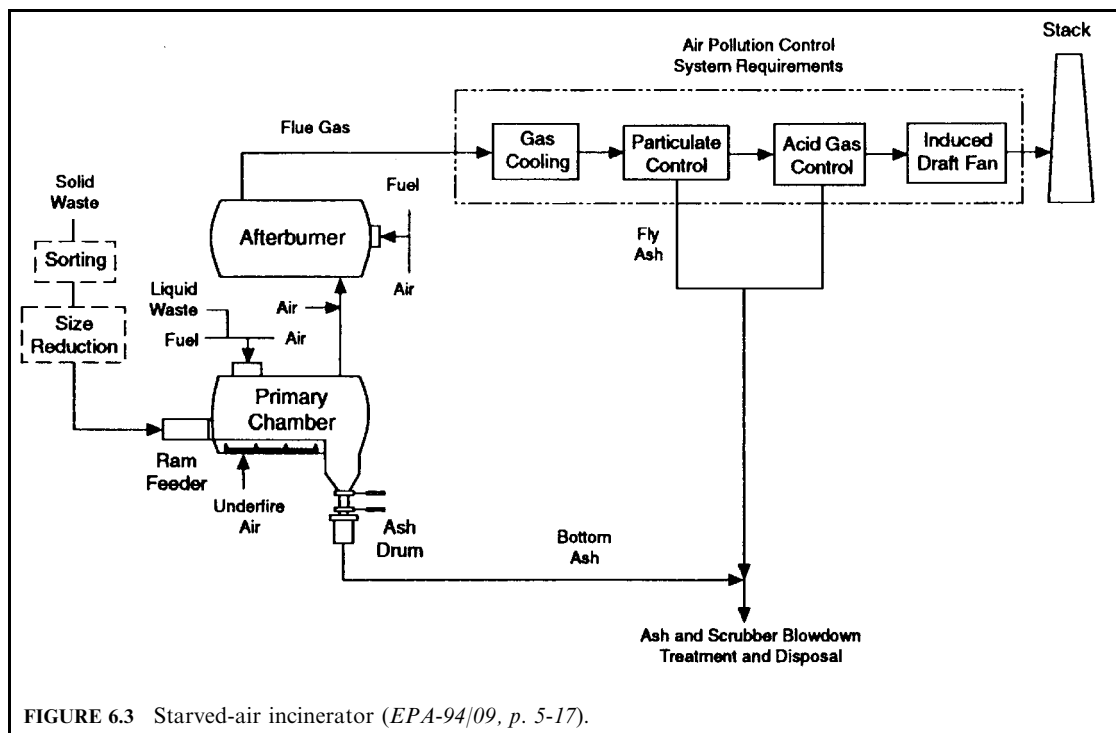 Stack
Air Pollution Control
System Requirements
Flue Gas
Gas
Cooling
Particulate
Control
Acid Gas
Control
Induced
Draft Fan
Solid
Waste
Sorting
Size
Reduction
Fuel
Afterburner
Air
Fly
Ash
Liquid
Waste
Air
Fuel
Air
Primary
Chamber
Ram
Feeder
Underfire
Air
Ash
Drum
Bottom
Ash
Ash and Scrubber Blowdown
Treatment and Disposal
FIGURE 6.3 Starved-air incinerator (EPA-94/09, p. 5-17).